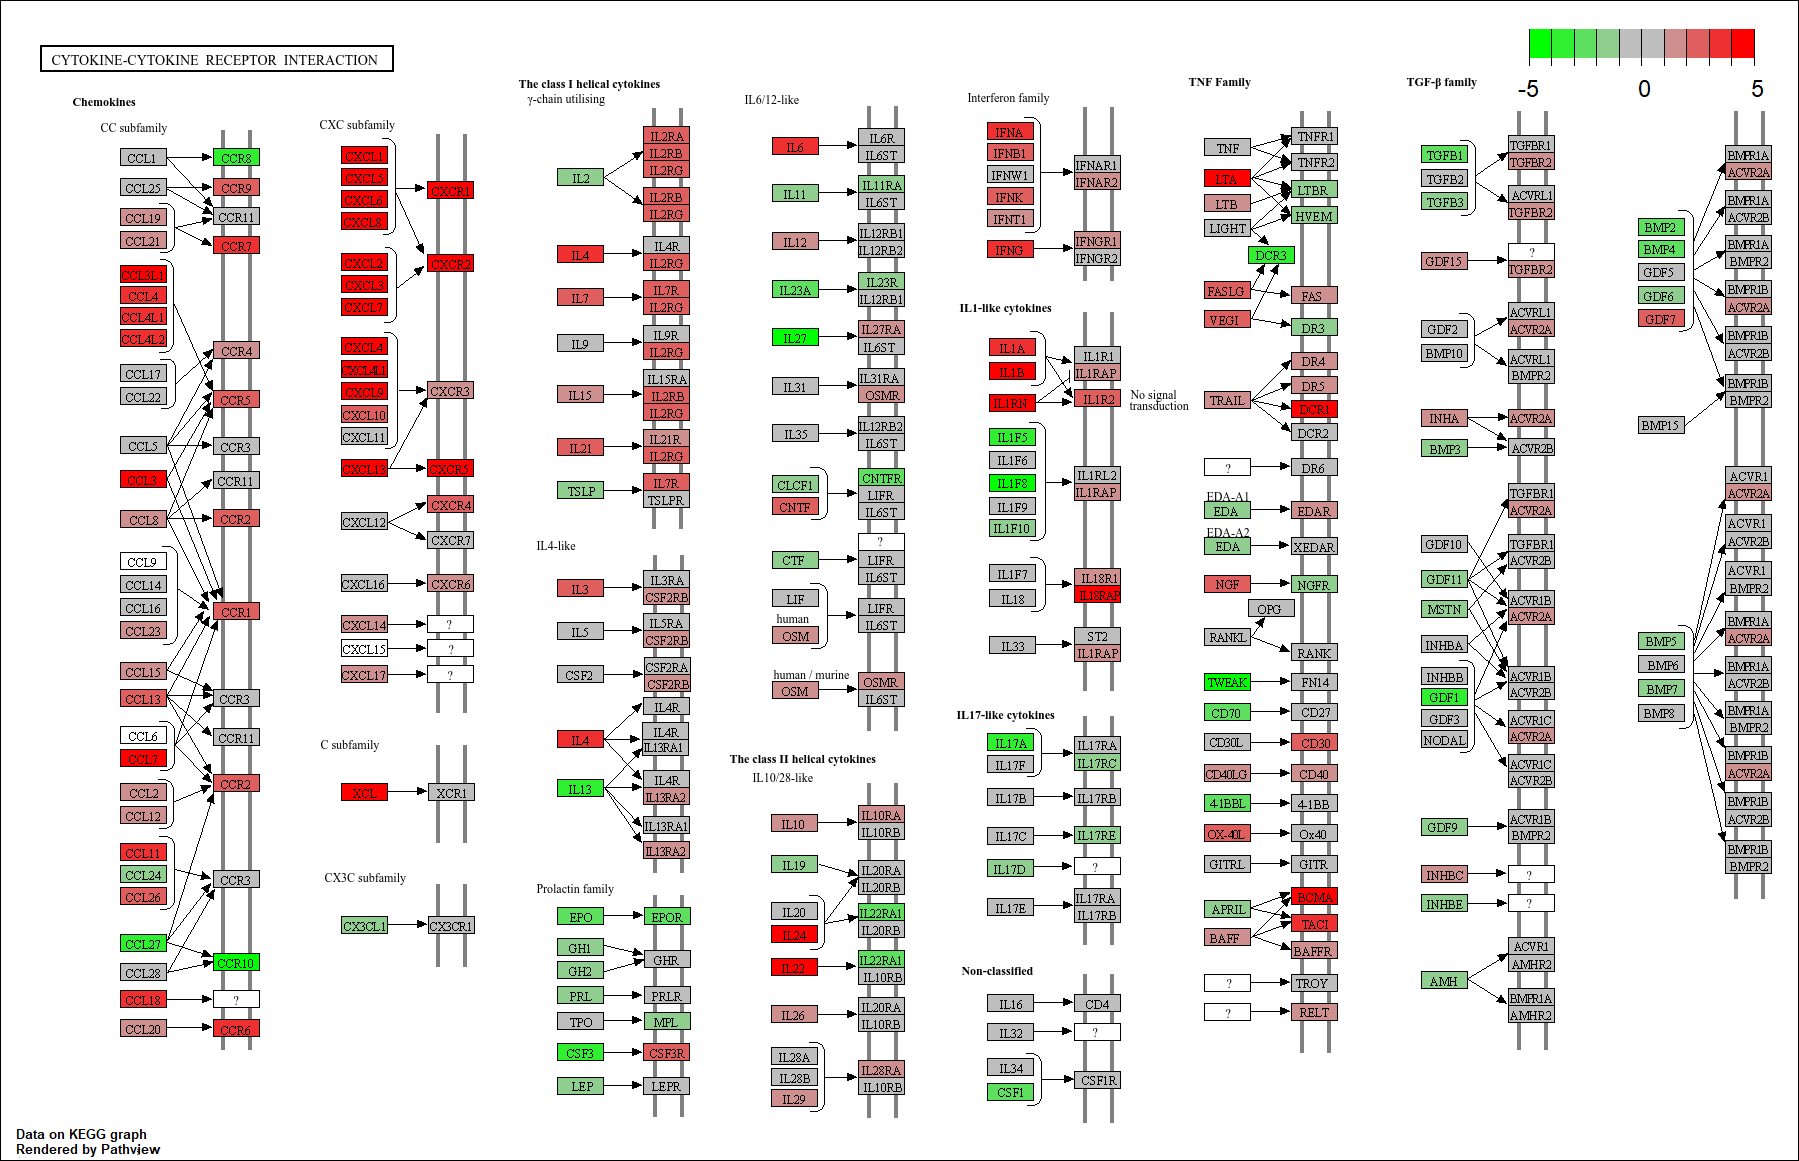 CYTOKINE-CYTOKINE RECEPTOR INTERACTION
-5
0
5
Chemokines
CC subfamily
CCL1
CCR8
CCL25
CCR9
CCL19
CCR11
CCL21
CCR7
CCL3L1
CCL4
CCL4L1
CCL4L2
CCR4
CCL17
CCL22
CCR5
CCL5
CCR3
CCL3
CCR11
CCL8
CCR2
CCL9
CCL14
CCL16
CCR1
CCL23
CCL15
CCL13
CCR3
CCL6
CCR11
CCL7
CCR2
CCL2
CCL12
CCL11
CCL24
CCR3
CCL26
CCL27
CCR10
CCL28
CCL18
?
CCL20
CCR6
CXC subfamily
CXCL1
CXCL5
CXCR1
CXCL6
CXCL8
CXCL2
CXCR2
CXCL3
CXCL7
CXCL4
CXCL4L1
CXCL9
CXCR3
CXCL10
CXCL11
CXCL13
CXCR5
CXCR4
CXCL12
CXCR7
CXCL16
CXCR6
CXCL14
?
CXCL15
?
CXCL17
?
C subfamily
XCL
XCR1
CX3C subfamily
CX3CL1
CX3CR1
The class I helical cytokines
γ-chain utilising
IL2RA
IL2RB
IL2RG
IL2
IL2RB
IL2RG
IL4
IL4R
IL2RG
IL7
IL7R
IL2RG
IL9
IL9R
IL2RG
IL15
IL15RA
IL2RB
IL2RG
IL21
IL21R
IL2RG
TSLP
IL7R
TSLPR
IL4-like
IL3
IL3RA
CSF2RB
IL5
IL5RA
CSF2RB
CSF2
CSF2RA
CSF2RB
IL4R
IL4
IL4R
IL13RA1
IL13
IL4R
IL13RA2
IL13RA1
IL13RA2
Prolactin family
EPO
EPOR
GH1
GHR
GH2
PRL
PRLR
TPO
MPL
CSF3
CSF3R
LEP
LEPR
IL6/12-like
IL6
IL6R
IL6ST
IL11
IL11RA
IL6ST
IL12
IL12RB1
IL12RB2
IL23A
IL23R
IL12RB1
IL27
IL27RA
IL6ST
IL31
IL31RA
OSMR
IL35
IL12RB2
IL6ST
CLCF1
CNTF
CNTFR
LIFR
IL6ST
CTF
?
LIFR
IL6ST
LIF
human
OSM
LIFR
IL6ST
human / murine
OSM
OSMR
IL6ST
The class II helical cytokines
IL10/28-like
IL10
IL10RA
IL10RB
IL19
IL20RA
IL20RB
IL20
IL24
IL22RA1
IL20RB
IL22
IL22RA1
IL10RB
IL26
IL20RA
IL10RB
IL28A
IL28B
IL29
IL28RA
IL10RB
Interferon family
IFNA
IFNB1
IFNW1
IFNK
IFNT1
IFNAR1
IFNAR2
IFNG
IFNGR1
IFNGR2
IL1-like cytokines
IL1A
IL1B
IL1R1
IL1RAP
IL1RN
IL1R2
No signal
transduction
IL1F5
IL1F6
IL1F8
IL1F9
IL1F10
IL1RL2
IL1RAP
IL1F7
IL18
IL18R1
IL18RAP
IL33
ST2
IL1RAP
IL17-like cytokines
IL17A
IL17F
IL17RA
IL17RC
IL17B
IL17RB
IL17C
IL17RE
IL17D
?
IL17E
IL17RA
IL17RB
Non-classified
IL16
CD4
IL32
?
IL34
CSF1
CSF1R
TNF Family
TNF
TNFR1
TNFR2
LTA
LTBR
LTB
HVEM
LIGHT
DCR3
FASLG
FAS
VEGI
DR3
DR4
TRAIL
DR5
DCR1
DCR2
?
DR6
EDA-A1
EDA
EDAR
EDA-A2
EDA
XEDAR
NGF
NGFR
OPG
RANKL
RANK
TWEAK
FN14
CD70
CD27
CD30L
CD30
CD40LG
CD40
4-1BBL
4-1BB
OX-40L
Ox40
GITRL
GITR
BCMA
APRIL
TACI
BAFF
BAFFR
?
TROY
?
RELT
TGF-β family
TGFB1
TGFB2
TGFB3
TGFBR1
TGFBR2
ACVRL1
TGFBR2
GDF15
?
TGFBR2
GDF2
BMP10
ACVRL1
ACVR2A
ACVRL1
BMPR2
INHA
ACVR2A
BMP3
ACVR2B
TGFBR1
ACVR2A
GDF10
TGFBR1
ACVR2B
GDF11
MSTN
ACVR1B
ACVR2A
INHBA
INHBB
GDF1
GDF3
NODAL
ACVR1B
ACVR2B
ACVR1C
ACVR2A
ACVR1C
ACVR2B
GDF9
ACVR1B
BMPR2
INHBC
?
INHBE
?
AMH
ACVR1
AMHR2
BMPR1A
AMHR2
BMP2
BMP4
GDF5
GDF6
GDF7
BMPR1A
ACVR2A
BMPR1A
ACVR2B
BMPR1A
BMPR2
BMPR1B
ACVR2A
BMPR1B
ACVR2B
BMPR1B
BMPR2
BMP15
BMP5
BMP6
BMP7
BMP8
ACVR1
ACVR2A
ACVR1
ACVR2B
ACVR1
BMPR2
BMPR1A
ACVR2A
BMPR1A
ACVR2B
BMPR1A
BMPR2
BMPR1B
ACVR2A
BMPR1B
ACVR2B
BMPR1B
BMPR2
Data on KEGG graph
Rendered by Pathview